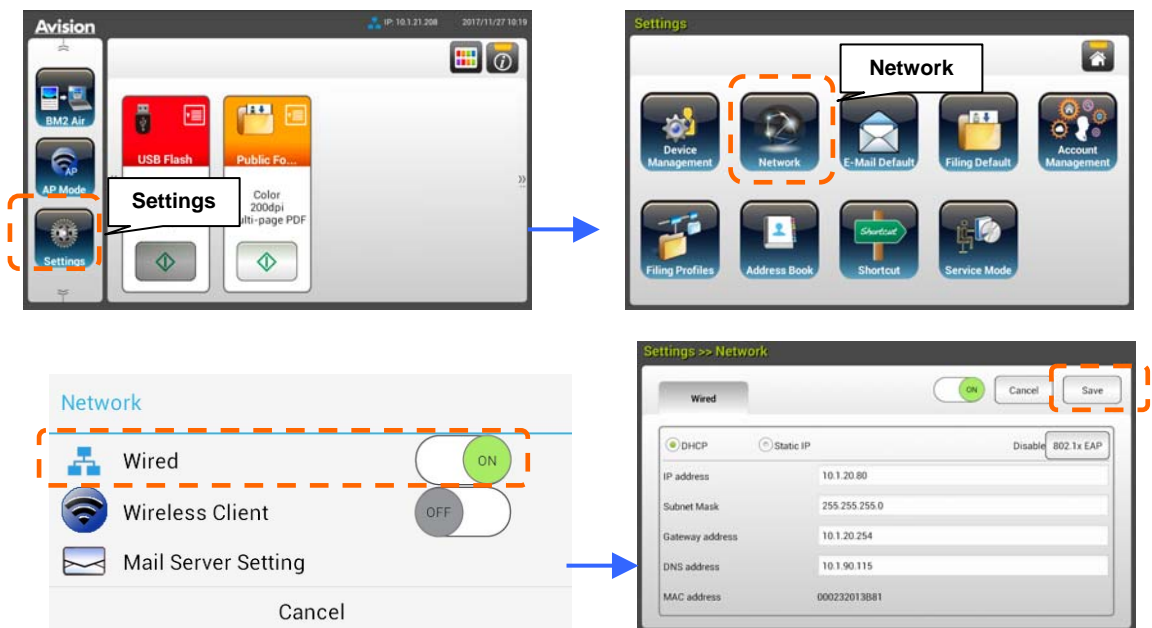 Avision
IP: 10.1.21.208
2017/11/27 10:19
BM2 Air
AP
AP Mode
Settings
Settings
USB Flash
Public Fo...
Color
200dpi
ulti-page PDF
Settings
Network
Device
Management
Network
E-Mail Default
Filing Default
Account
Management
Filing Profiles
Address Book
Shortcut
Shortcut
Service Mode
Network
Wired ON
Wireless Client OFF
Mail Server Setting
Cancel
Settings >> Network
Wired
ON
Cancel
Save
DHCP
Static IP
Disable
802.1x EAP
IP address 10.1.20.80
Subnet Mask 255.255.255.0
Gateway address 10.1.20.254
DNS address 10.1.90.115
MAC address 000232013B81